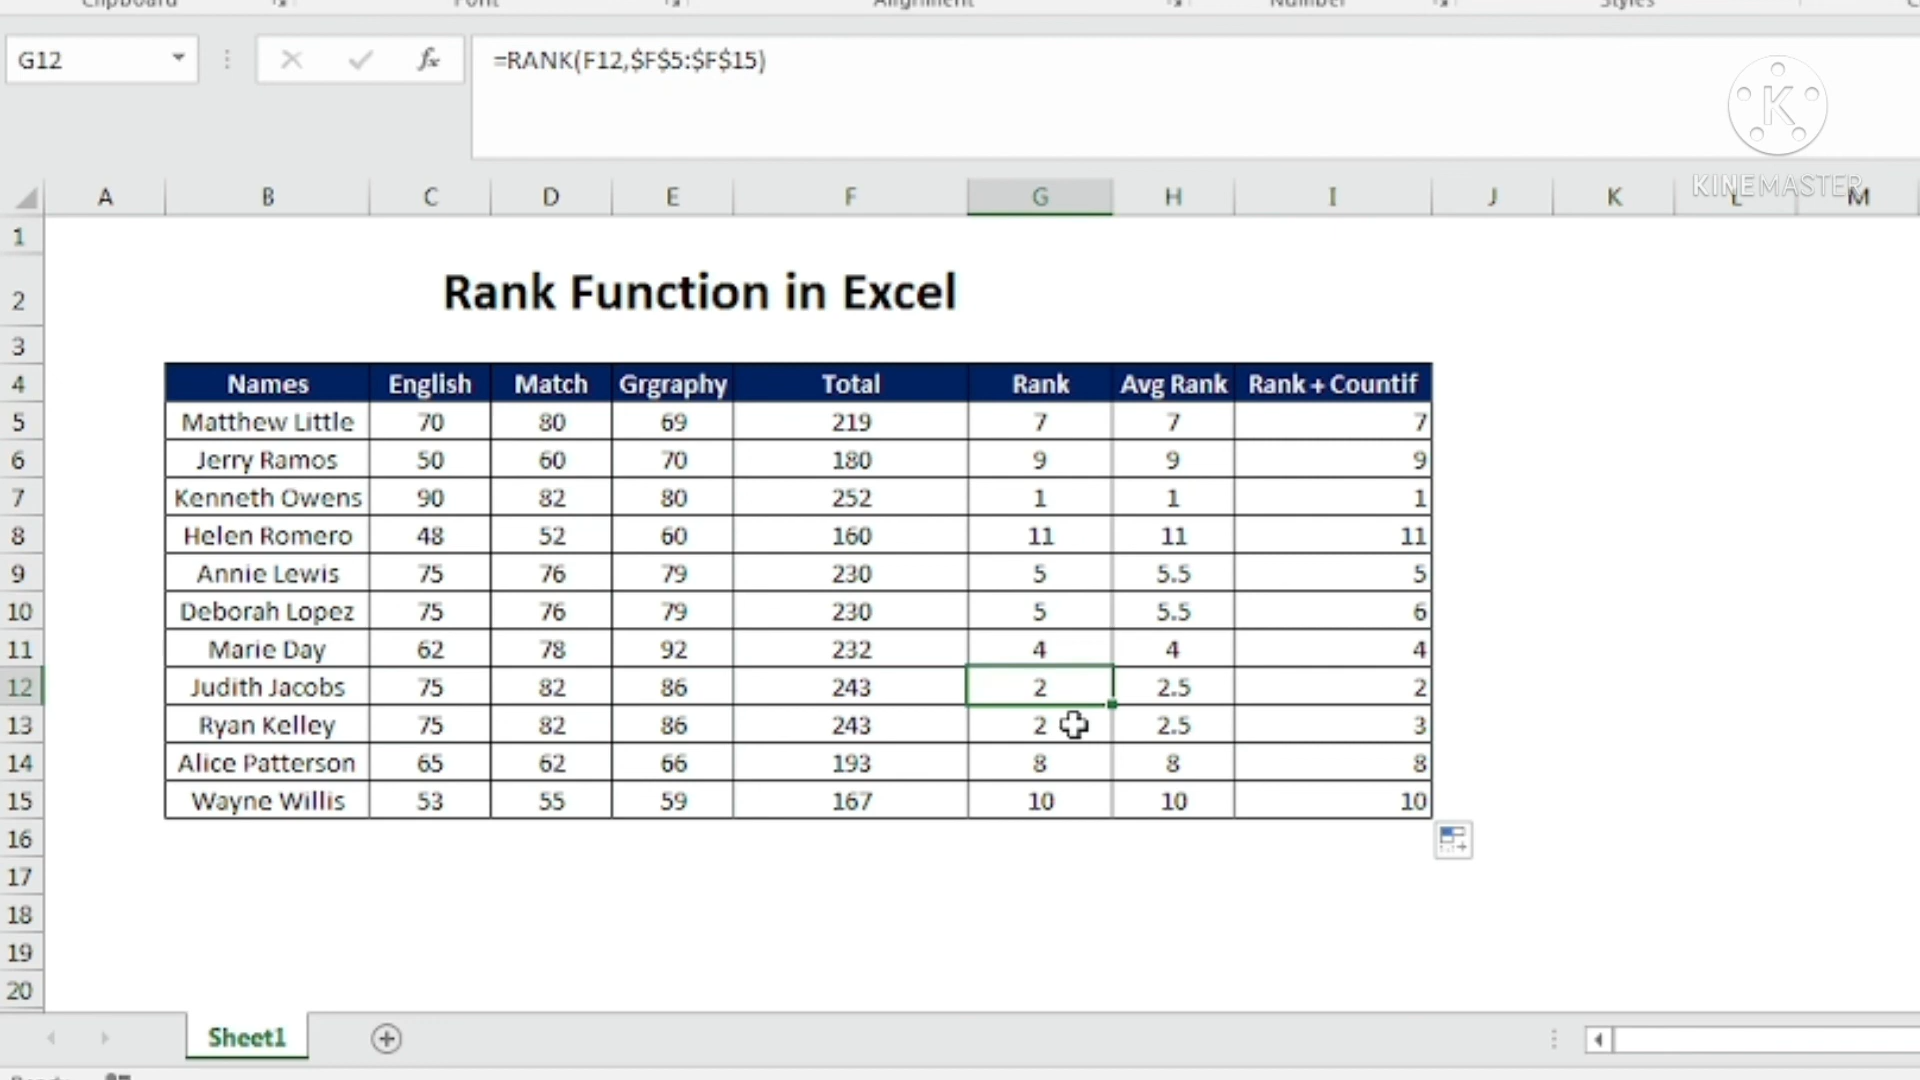 Clipboard Font Alignment Number Styles
G12 fx =RANK(F12,$F$5:$F$15)
K
KINEMASTER
A B C D E F G H I J K L M
1
2 Rank Function in Excel
3
4 Names English Match Grgraphy Total Rank Avg Rank Rank + Countif
5 Matthew Little 70 80 69 219 7 7 7
6 Jerry Ramos 50 60 70 180 9 9 9
7 Kenneth Owens 90 82 80 252 1 1 1
8 Helen Romero 48 52 60 160 11 11 11
9 Annie Lewis 75 76 79 230 5 5.5 5
10 Deborah Lopez 75 76 79 230 5 5.5 6
11 Marie Day 62 78 92 232 4 4 4
12 Judith Jacobs 75 82 86 243 2 2.5 2
13 Ryan Kelley 75 82 86 243 2 2.5 3
14 Alice Patterson 65 62 66 193 8 8 8
15 Wayne Willis 53 55 59 167 10 10 10
16
17
18
19
20
Sheet1